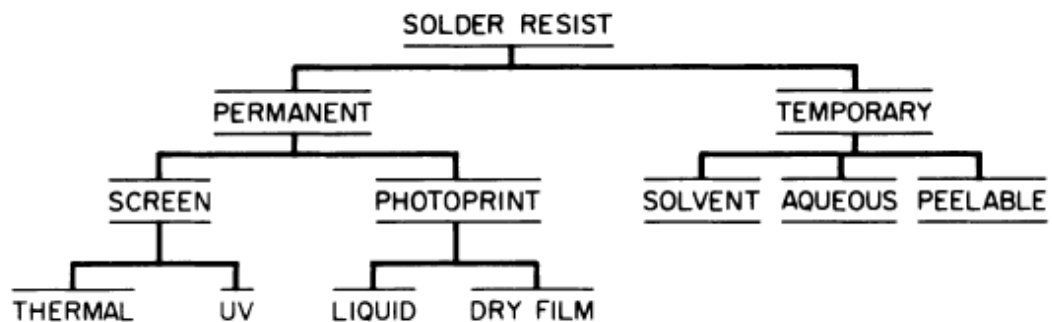 SOLDER RESIST
PERMANENT TEMPORARY
SCREEN PHOTOPRINT SOLVENT AQUEOUS PEELABLE
THERMAL UV LIQUID DRY FILM